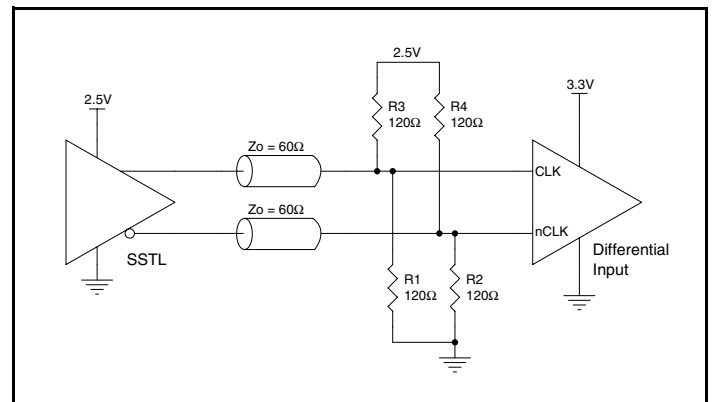 2.5V
2.5V
3.3V
R3
120Ω
R4
120Ω
Zo = 60Ω
CLK
Zo = 60Ω
nCLK
SSTL
Differential
Input
R1
120Ω
R2
120Ω